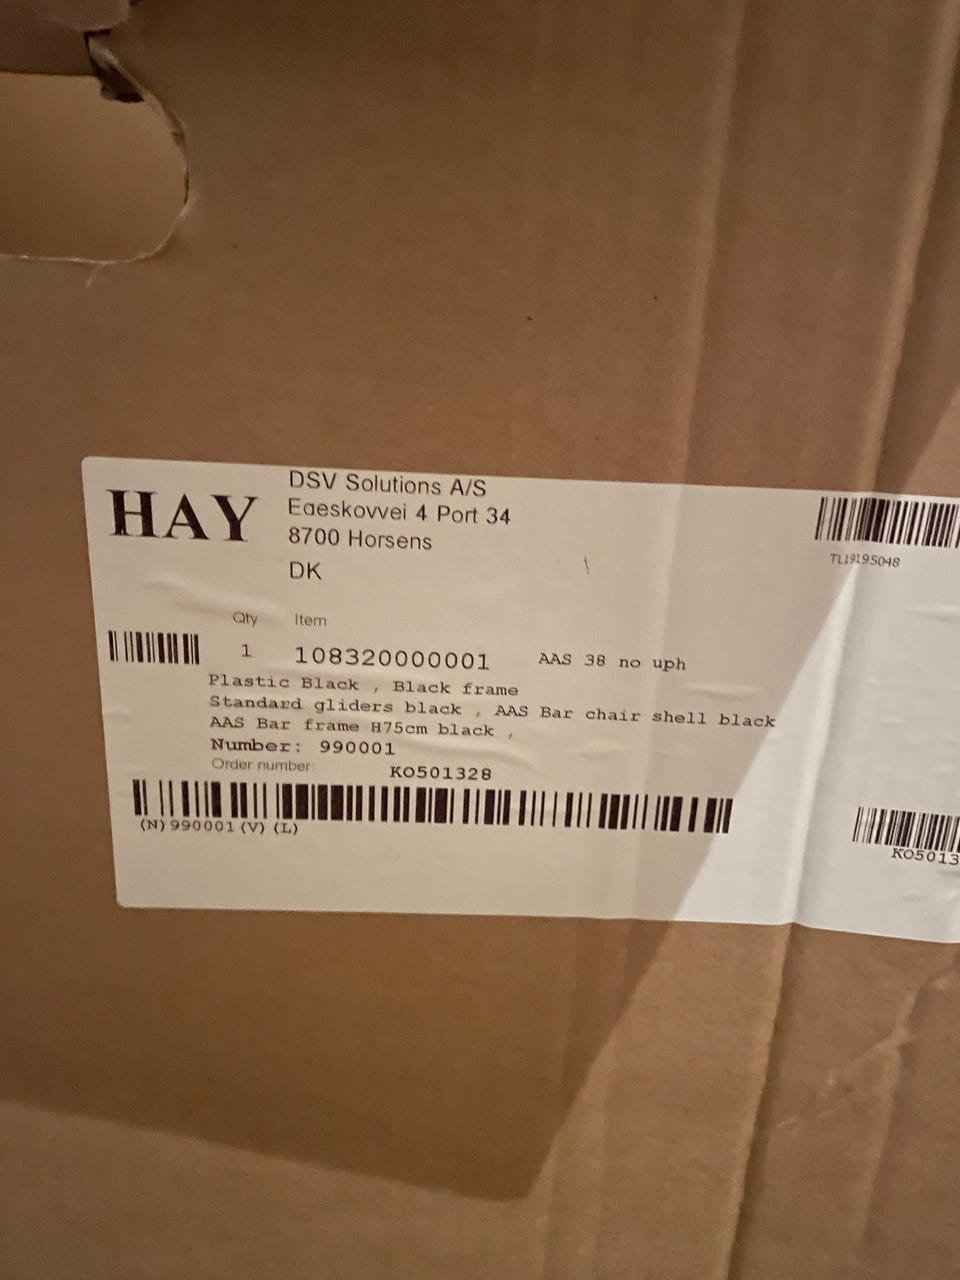 HAY
DSV Solutions A/S
Egeskovvej 4 Port 34
8700 Horsens
DK
TL19195048
Qty Item
1 108320000001 AAS 38 no uph
Plastic Black , Black frame
Standard gliders black , AAS Bar chair shell black
AAS Bar frame H75cm black ,
Number: 990001
Order number: KO501328
(N)990001(V)(L)
KO5013